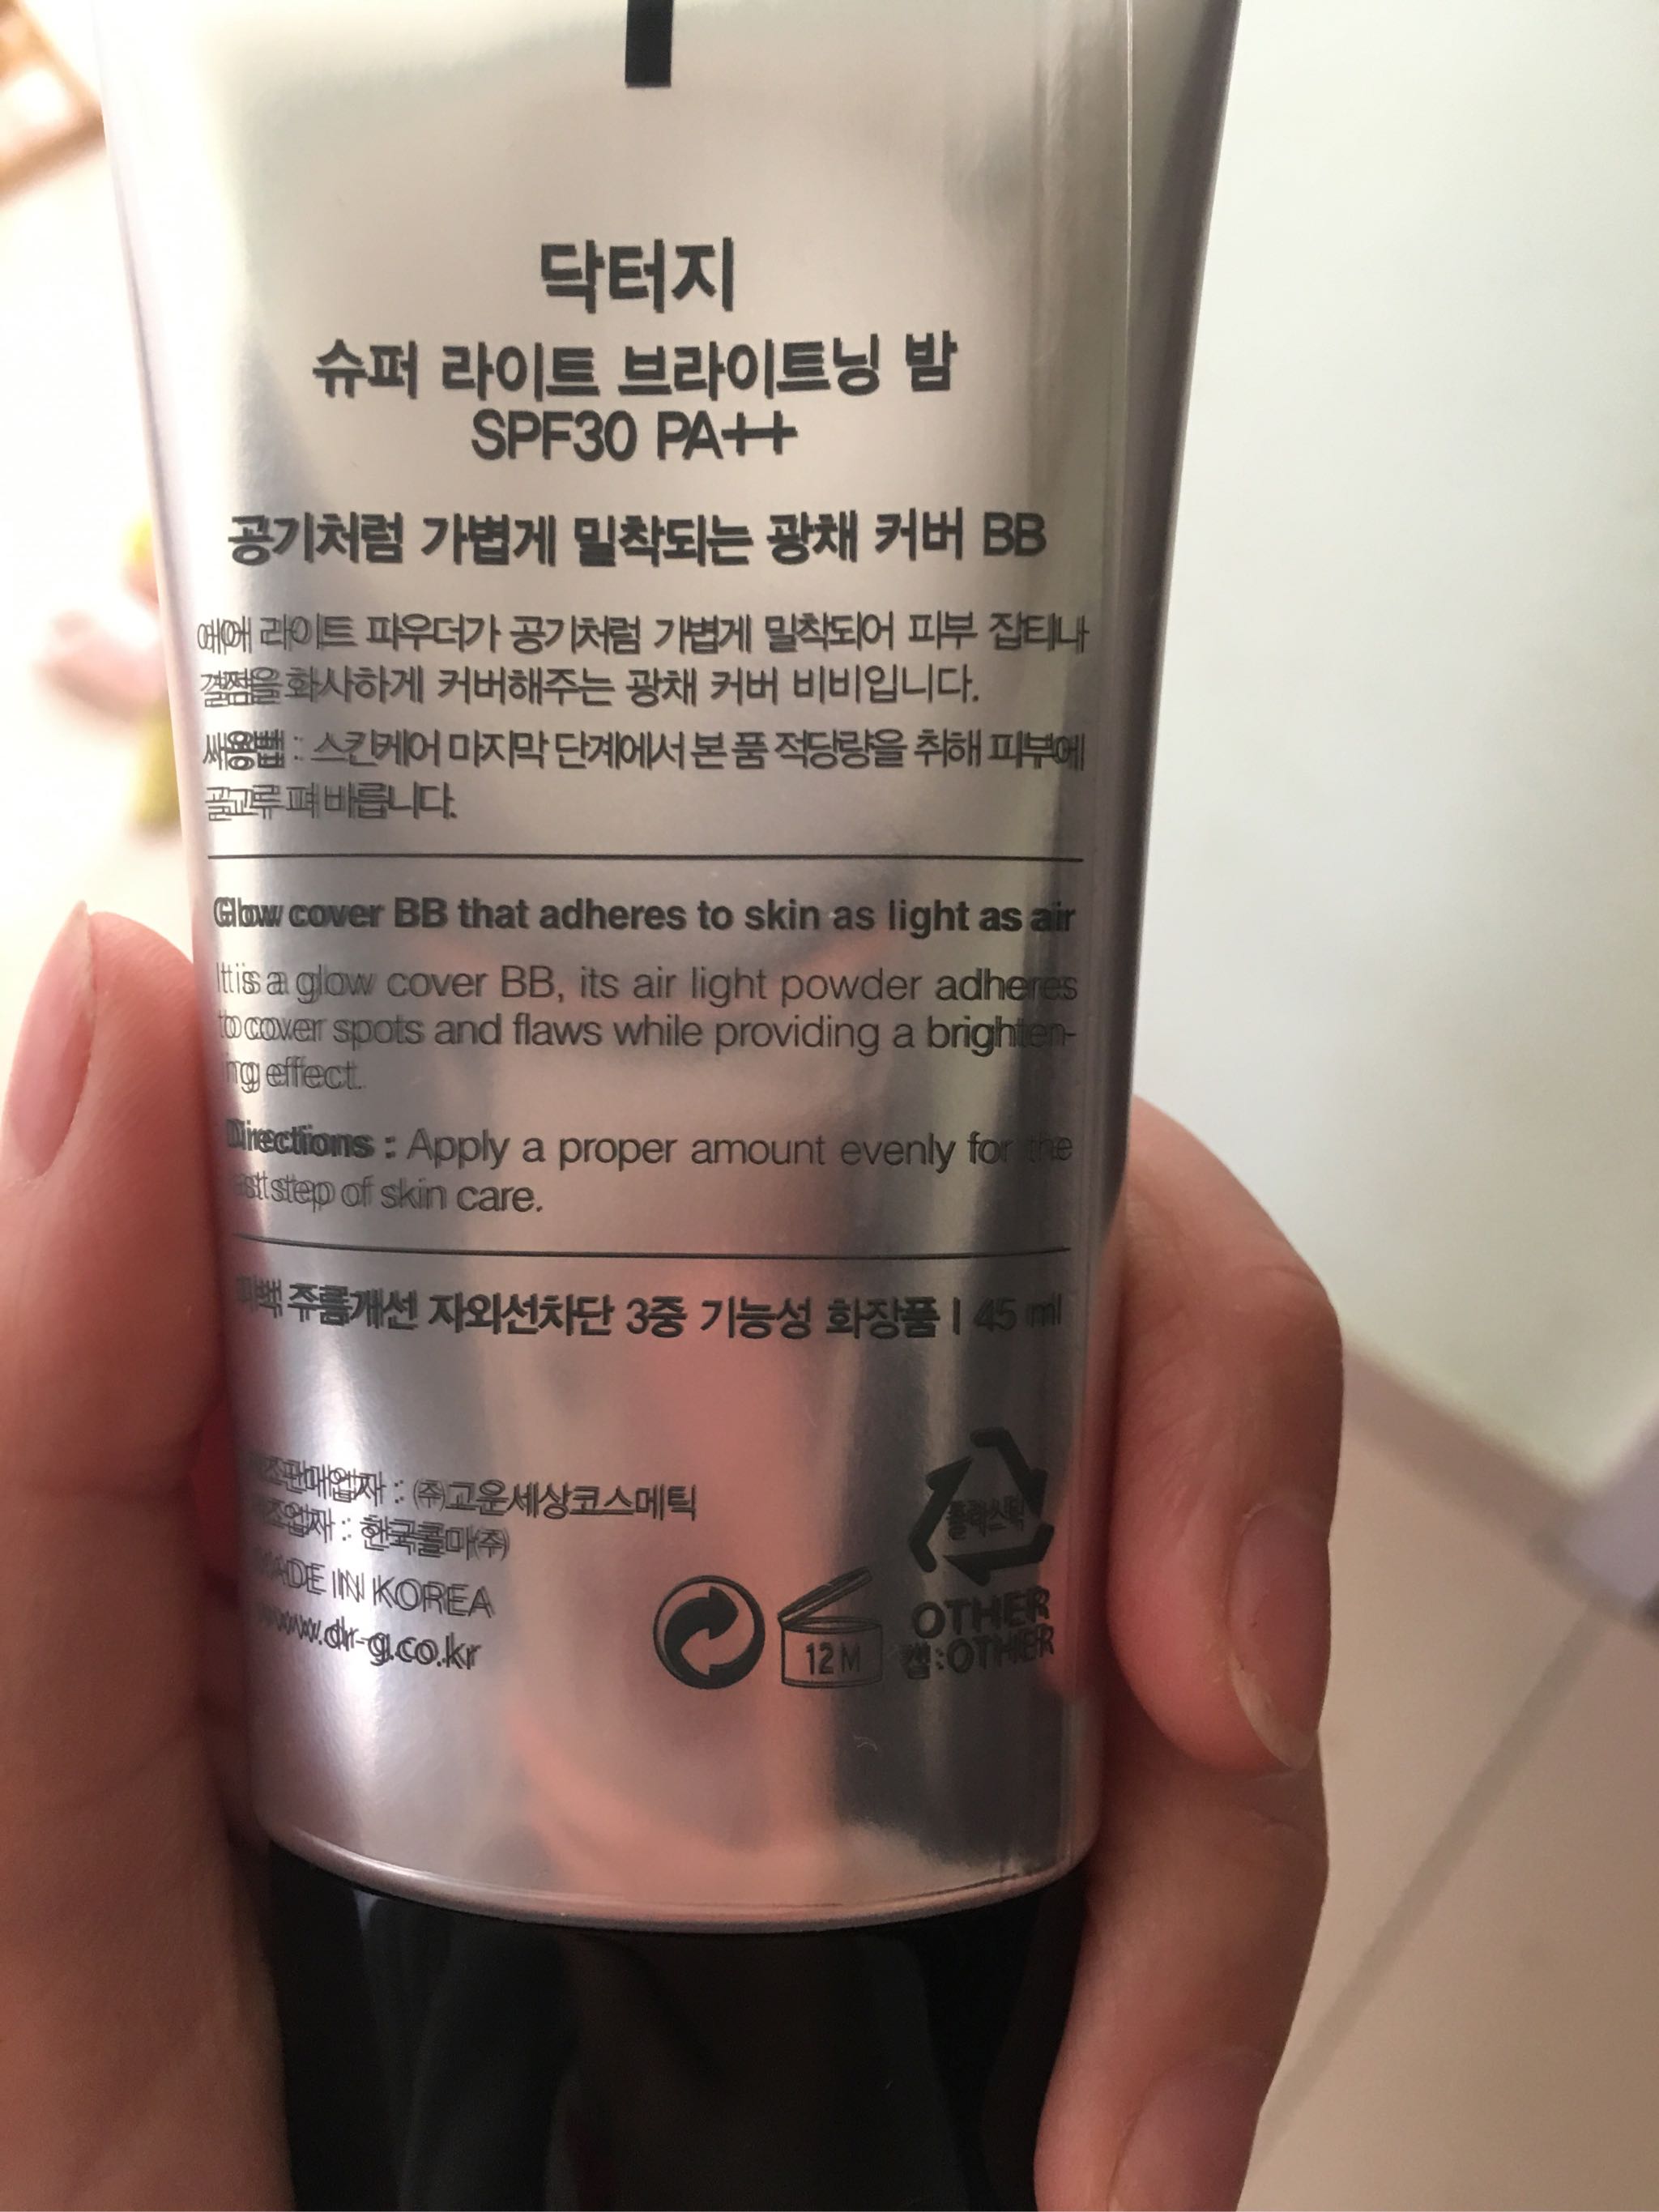 닥터지
슈퍼 라이트 브라이트닝 밤
SPF30 PA++
공기처럼 가볍게 밀착되는 광채 커버 BB
에어 라이트 파우더가 공기처럼 가볍게 밀착되어 피부 잡티나
결점을 화사하게 커버해주는 광채 커버 비비입니다.
사용법 : 스킨케어 마지막 단계에서 본 품 적당량을 취해 피부에
골고루 펴 바릅니다.
Glow cover BB that adheres to skin as light as air
It is a glow cover BB, its air light powder adheres
to cover spots and flaws while providing a brighten-
ing effect.
Directions : Apply a proper amount evenly for the
last step of skin care.
미백 주름개선 자외선차단 3중 기능성 화장품 | 45 ml
제조판매업자 : (주)고운세상코스메틱
제조업자 : 한국콜마(주)
MADE IN KOREA
www.dr-g.co.kr
12 M
플라스틱
OTHER
캡:OTHER